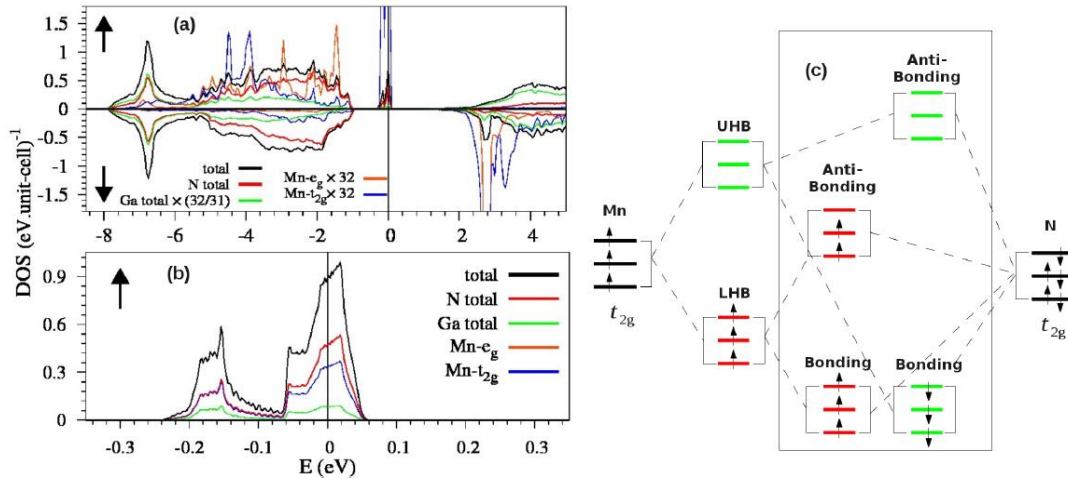 DOS (eV.unit-cell)⁻¹
(a)
1.5
1
0.5
0
-0.5
-1
-1.5
total
N total
Ga total × (32/31)
Mn-e_g × 32
Mn-t_2g × 32
-8 -6 -4 -2 0 2 4
(b)
0.9
0.6
0.3
0
total
N total
Ga total
Mn-e_g
Mn-t_2g
-0.3 -0.2 -0.1 0 0.1 0.2 0.3
E (eV)
(c)
Anti-
Bonding
UHB
Anti-
Bonding
Mn
N
t_2g
LHB
t_2g
Bonding
Bonding